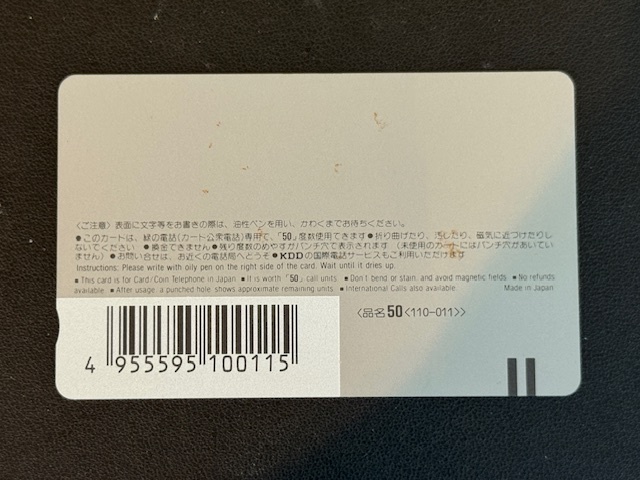 〈ご注意〉表面に文字等をお書きの際は、油性ペンを用い、かわくまでお待ちください。
●このカードは、緑の電話(カード公衆電話)専用で、「50」度数使用できます●折り曲げたり、汚したり、磁気に近づけたりし
ないでください●換金できません●残り度数のめやすがパンチ穴で表示されます(未使用のカードにはパンチ穴があいてい
ません)●お問い合せは、お近くの電話局へどうぞ●KDDの国際電話サービスもご利用いただけます
Instructions: Please write with oily pen on the right side of the card. Wait until it dries up.
■This card is for Card/Coin Telephone in Japan ■It is worth「50」call units. ■Don't bend or stain, and avoid magnetic fields. ■No refunds
available. ■After usage, a punched hole shows approximate remaining units. ■International Calls also available. Made in Japan
〈品名50〈110-011〉〉
4 955595 100115